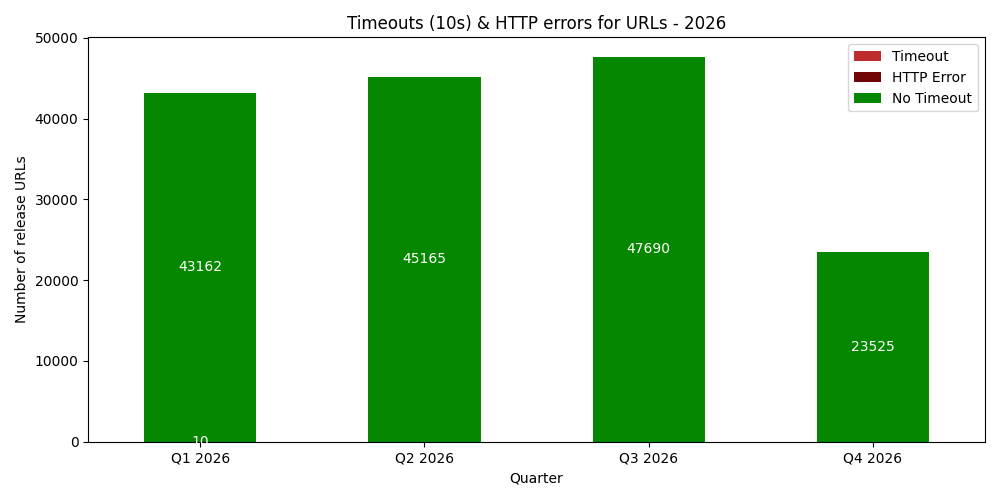 Timeouts (10s) & HTTP errors for URLs - 2026
Timeout
HTTP Error
No Timeout
Number of release URLs
50000
40000
30000
20000
10000
0
43162
10
45165
47690
23525
Q1 2026
Q2 2026
Q3 2026
Q4 2026
Quarter